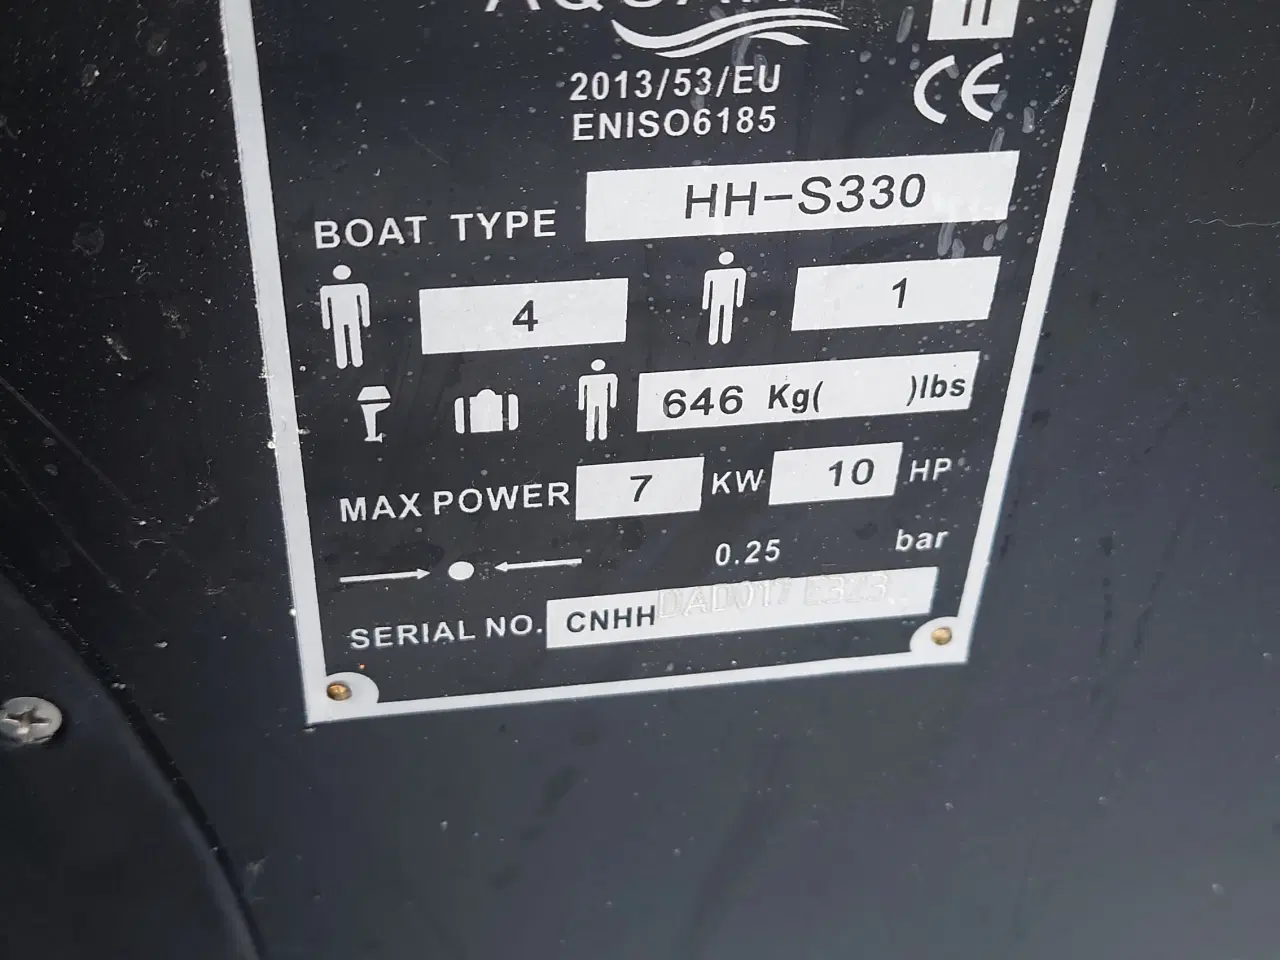 2013/53/EU
CE
ENISO6185
BOAT TYPE HH-S330
4 1
646 Kg( )lbs
MAX POWER 7 KW 10 HP
0.25 bar
SERIAL NO. CNHH